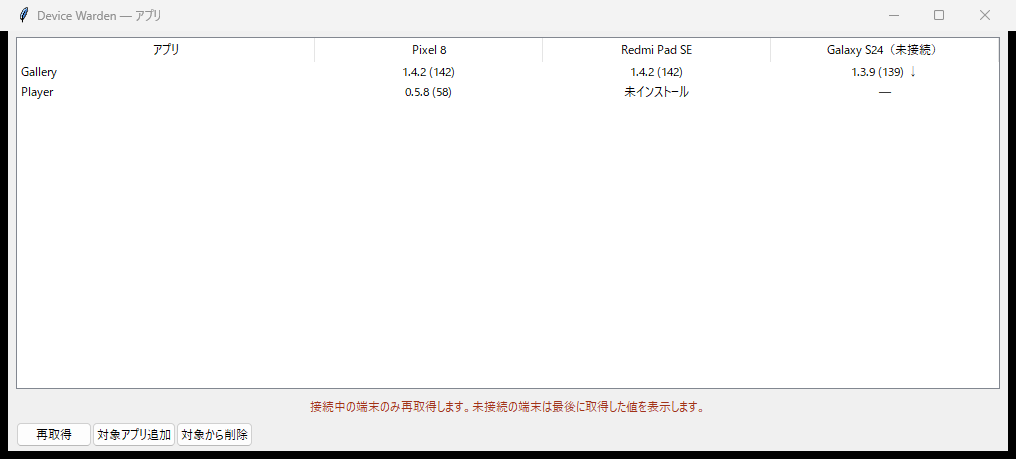 Device Warden — アプリ
アプリ Pixel 8 Redmi Pad SE Galaxy S24（未接続）
Gallery 1.4.2 (142) 1.4.2 (142) 1.3.9 (139) ↓
Player 0.5.8 (58) 未インストール —
接続中の端末のみ再取得します。未接続の端末は最後に取得した値を表示します。
再取得 対象アプリ追加 対象から削除